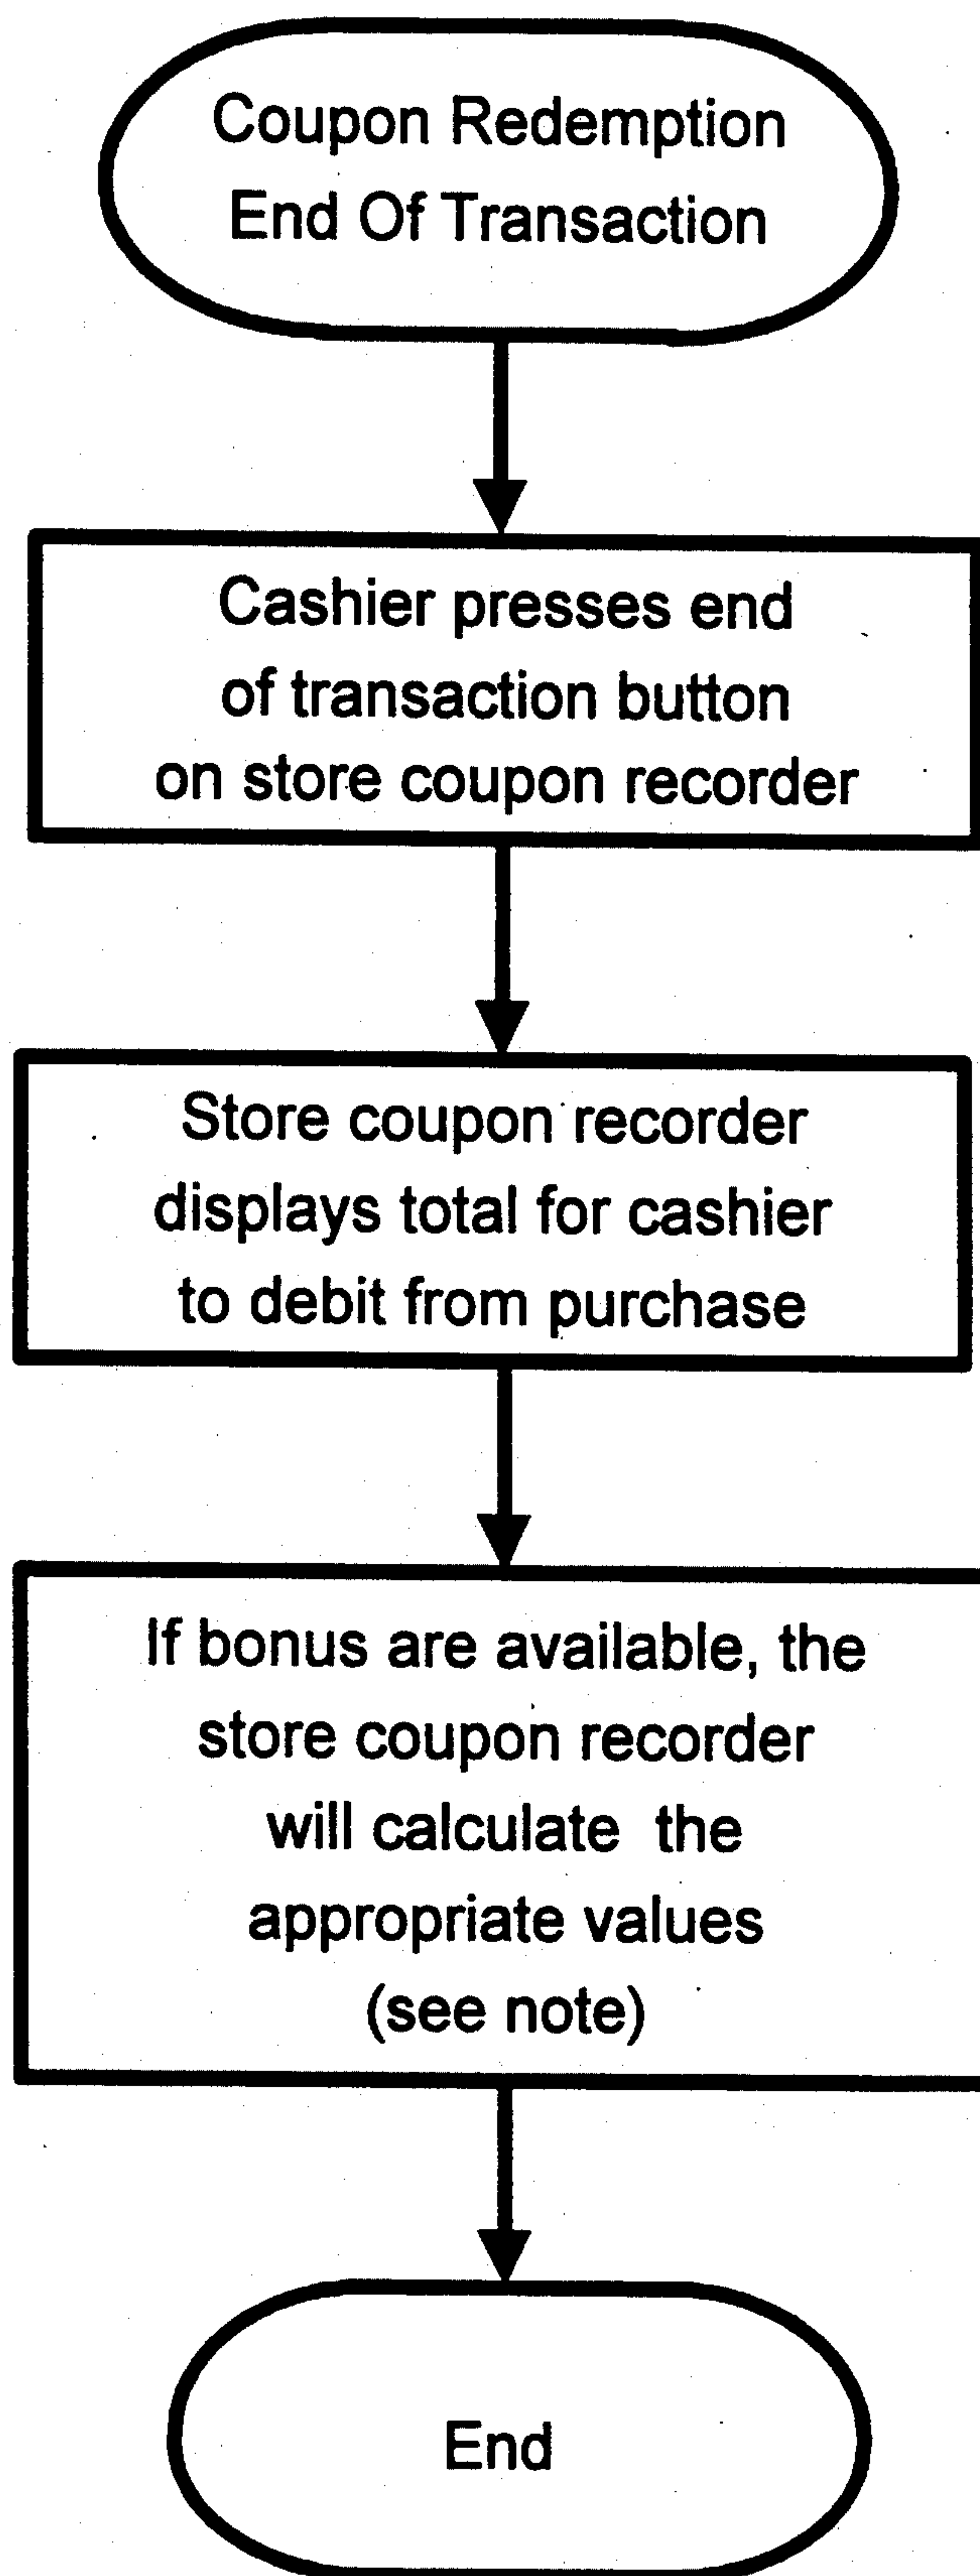 Coupon Redemption
End Of Transaction
Cashier presses end
of transaction button
on store coupon recorder
Store coupon recorder
displays total for cashier
to debit from purchase
If bonus are available, the
store coupon recorder
will calculate the
appropriate values
(see note)
End